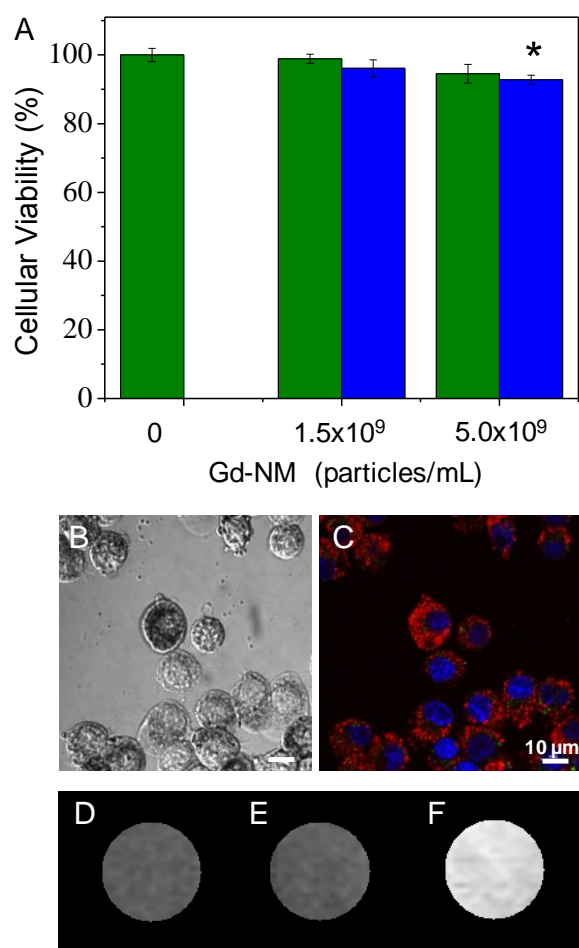 A
Cellular Viability (%)
100
80
60
40
20
0
*
0 1.5x10⁹ 5.0x10⁹
Gd-NM (particles/mL)
B C
10 µm
D E F